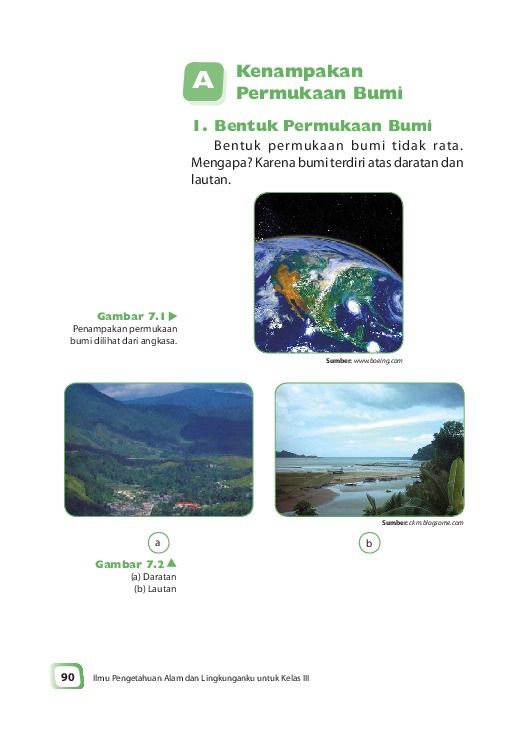 A
Kenampakan
Permukaan Bumi
1. Bentuk Permukaan Bumi
Bentuk permukaan bumi tidak rata.
Mengapa? Karena bumi terdiri atas daratan dan
lautan.
Gambar 7.1
Penampakan permukaan
bumi dilihat dari angkasa.
Sumber: www.boeing.com
Sumber: ckm.blogsome.com
a
b
Gambar 7.2
(a) Daratan
(b) Lautan
90 Ilmu Pengetahuan Alam dan Lingkunganku untuk Kelas III